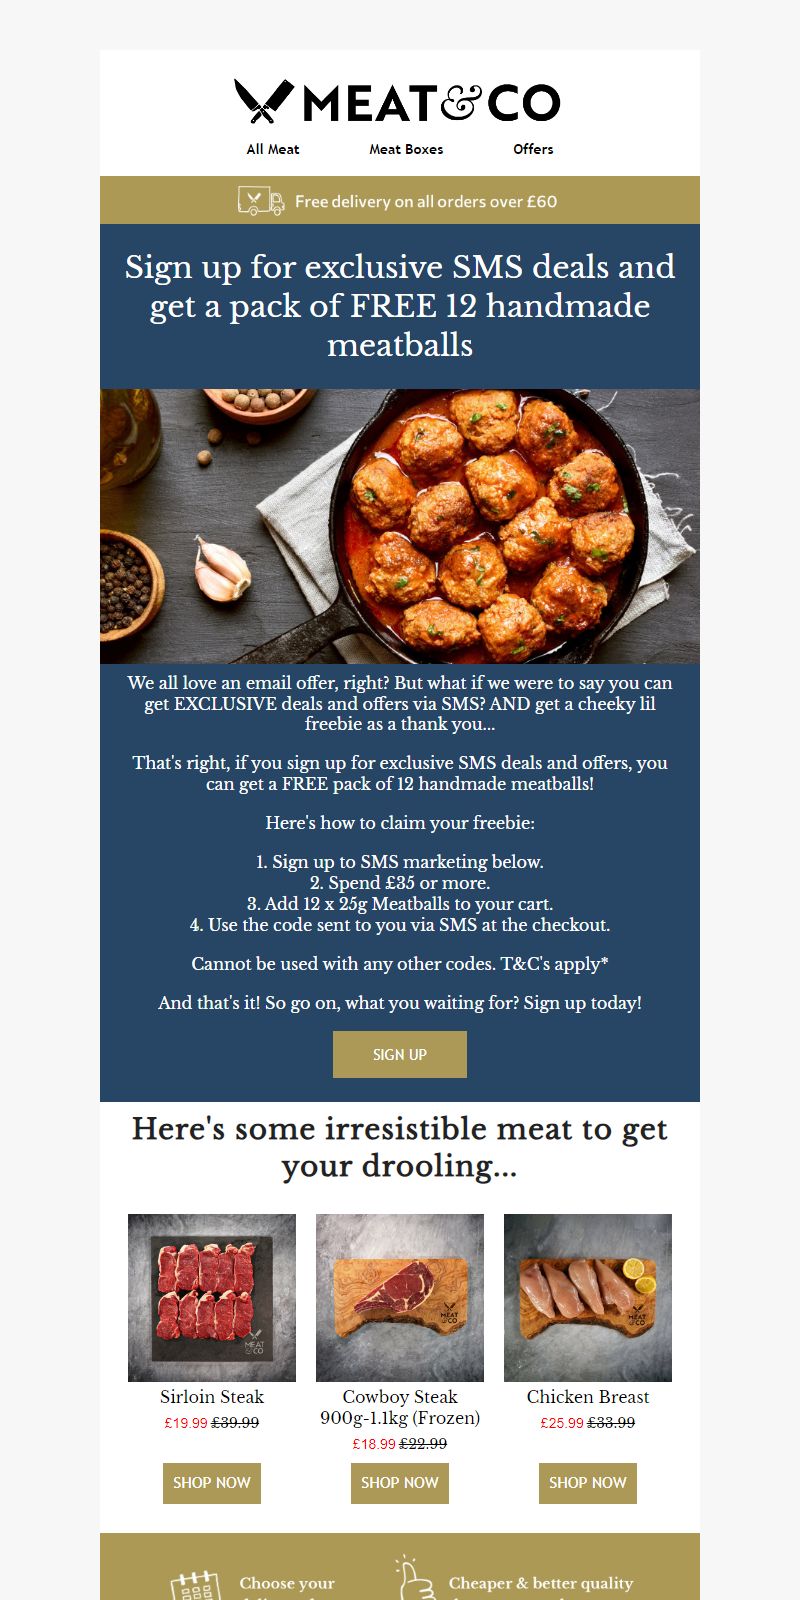 MEAT&CO
All Meat Meat Boxes Offers
Free delivery on all orders over £60
Sign up for exclusive SMS deals and
get a pack of FREE 12 handmade
meatballs
We all love an email offer, right? But what if we were to say you can
get EXCLUSIVE deals and offers via SMS? AND get a cheeky lil
freebie as a thank you...
That's right, if you sign up for exclusive SMS deals and offers, you
can get a FREE pack of 12 handmade meatballs!
Here's how to claim your freebie:
1. Sign up to SMS marketing below.
2. Spend £35 or more.
3. Add 12 x 25g Meatballs to your cart.
4. Use the code sent to you via SMS at the checkout.
Cannot be used with any other codes. T&C's apply*
And that's it! So go on, what you waiting for? Sign up today!
SIGN UP
Here's some irresistible meat to get
your drooling...
MEAT
&CO
MEAT
&CO
MEAT
&CO
Sirloin Steak
£19.99 £39.99
SHOP NOW
Cowboy Steak
900g-1.1kg (Frozen)
£18.99 £22.99
SHOP NOW
Chicken Breast
£25.99 £33.99
SHOP NOW
Choose your
Cheaper & better quality